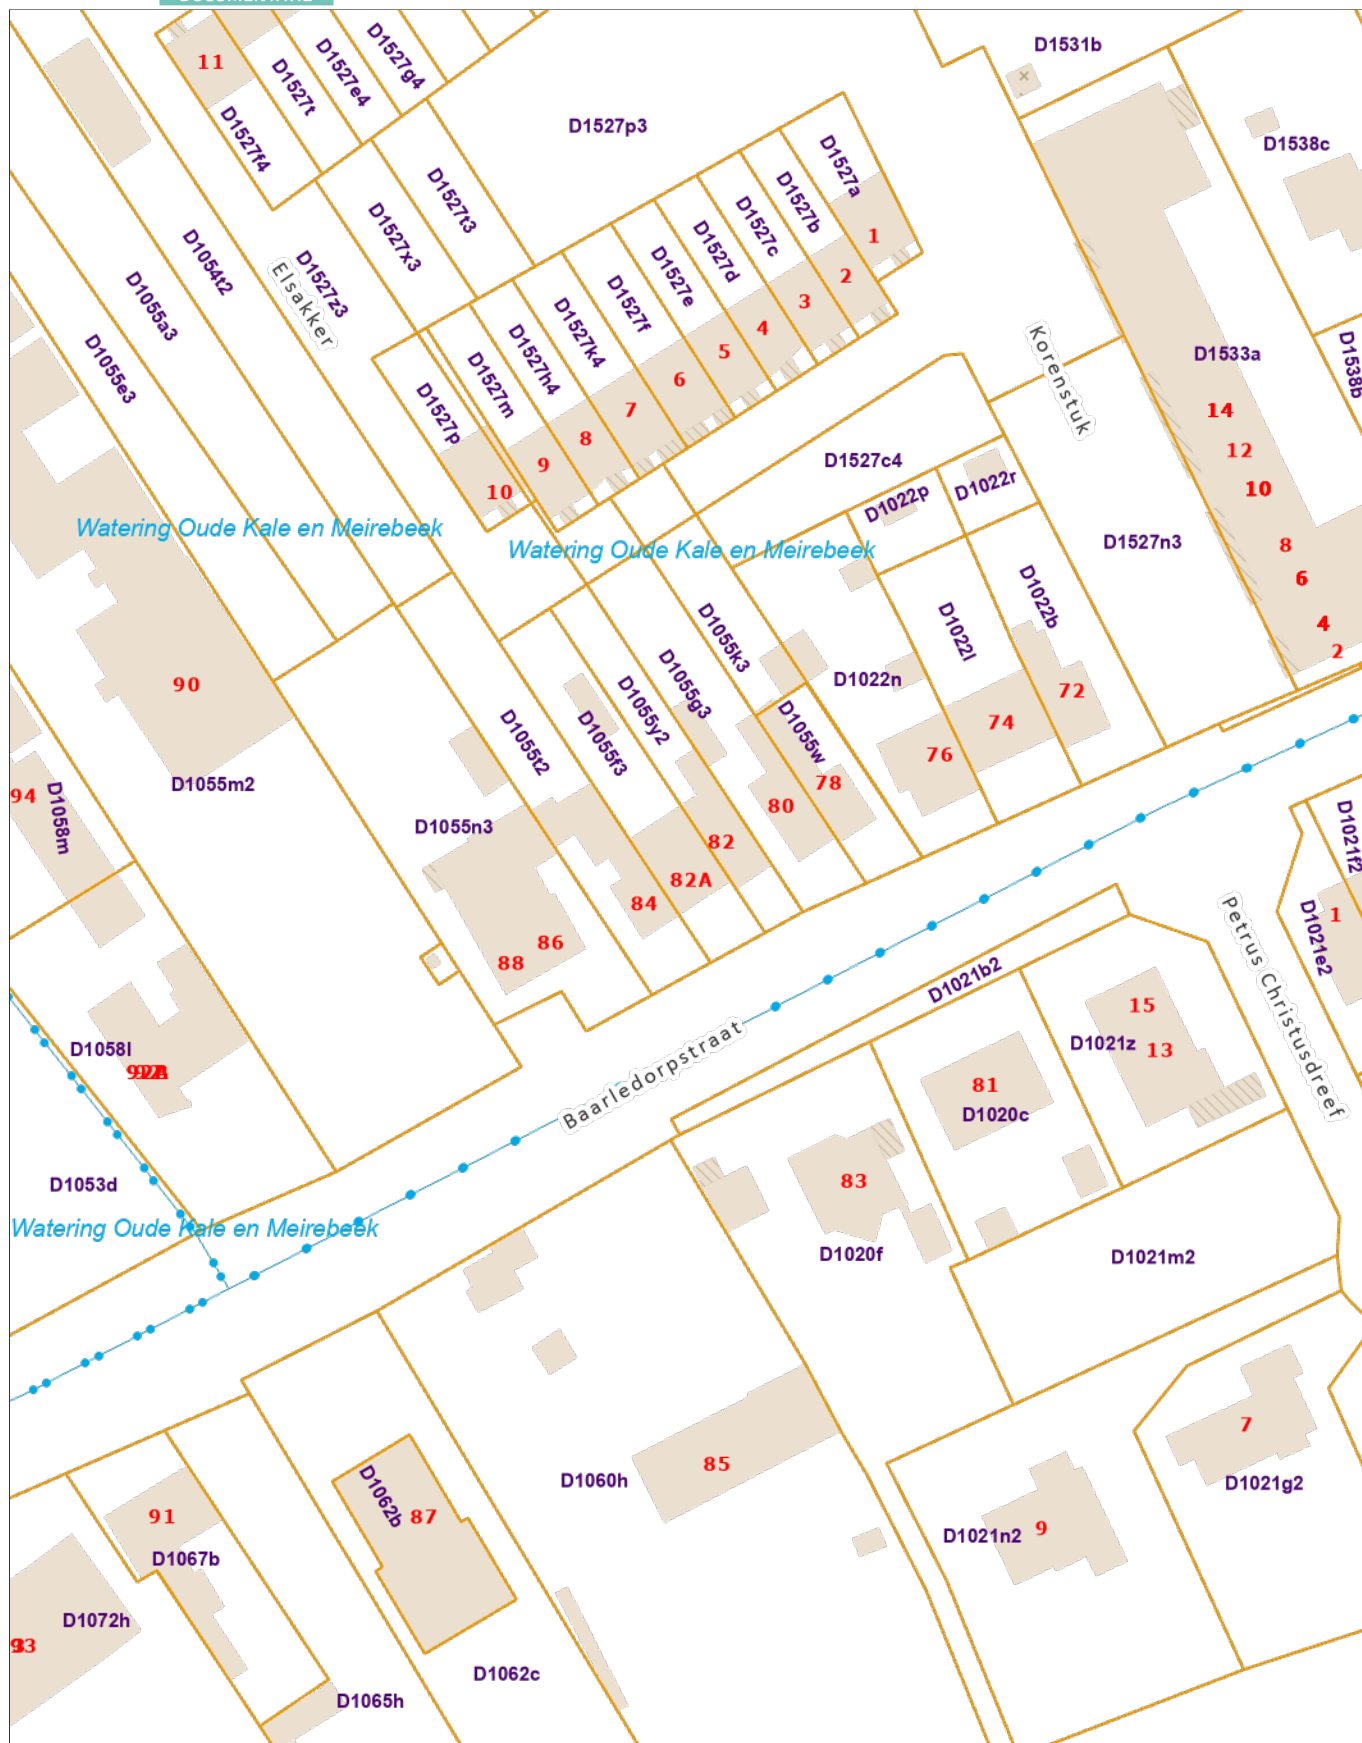 D1531b
D1527g4
D1527e4
D1527t
11
D1527f4
D1527p3
D1538c
D1527a
D1527b
D1527c
D1527d
D1527e
D1527f
D1527k4
D1527h4
D1527m
D1527p
D1527t3
D1527x3
D1527z3
Elsakker
D1054t2
D1055a3
D1055e3
1
2
3
4
5
6
7
8
9
10
Korenstuk
D1533a
D1538b
14
12
10
8
6
4
2
D1527c4
D1022p
D1022r
D1527n3
Watering Oude Kale en Meirebeek
Watering Oude Kale en Meirebeek
D1022b
D1022l
D1022n
D1055k3
D1055g3
D1055y2
D1055f3
D1055t2
D1055w
90
72
74
76
78
80
82
82A
84
86
88
D1055m2
D1055n3
94
D1058m
D1021f2
D1021e2
1
Petrus Christusdreef
D1021b2
15
D1021z
13
81
D1020c
Baarledorpstraat
D1058l
D1053d
Watering Oude Kale en Meirebeek
83
D1020f
D1021m2
7
D1021g2
D1021n2
9
85
D1060h
D1062b
87
91
D1067b
D1072h
D1062c
D1065h